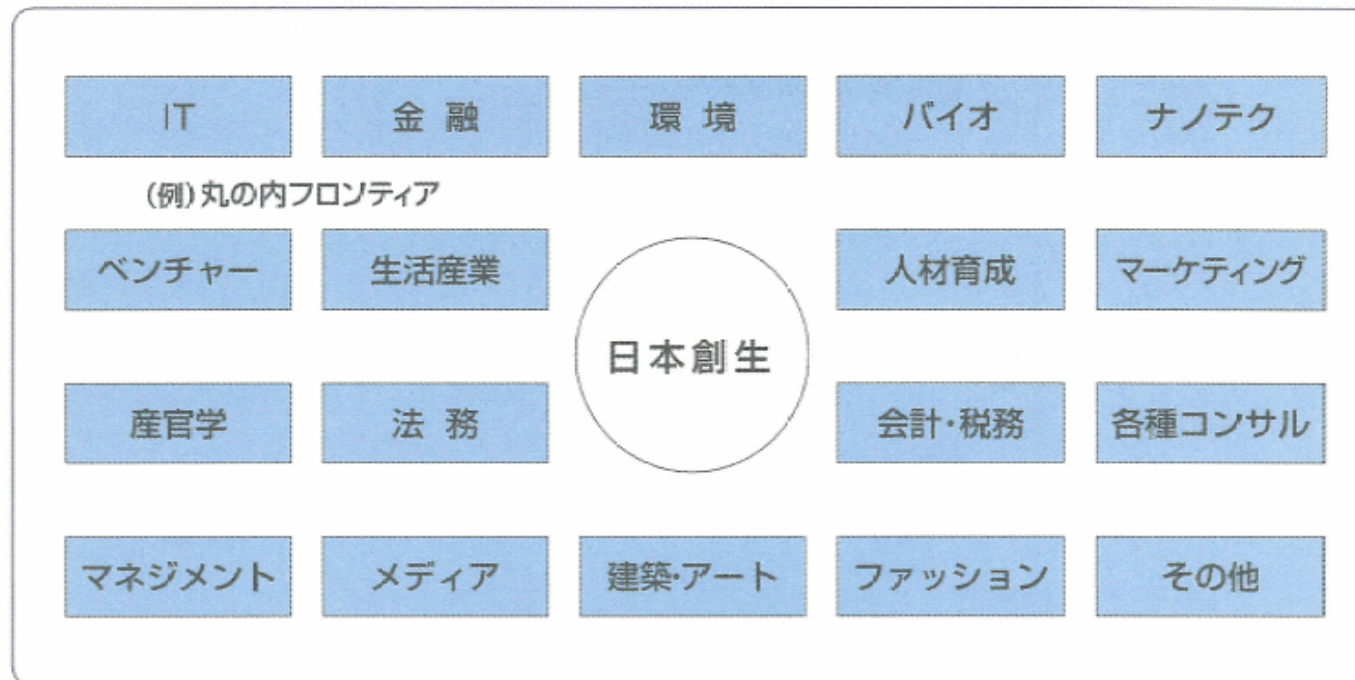 IT 金 融 環 境 バイオ ナノテク
(例)丸の内フロンティア
ベンチャー 生活産業 人材育成 マーケティング
日本創生
産官学 法 務 会計・税務 各種コンサル
マネジメント メディア 建築・アート ファッション その他